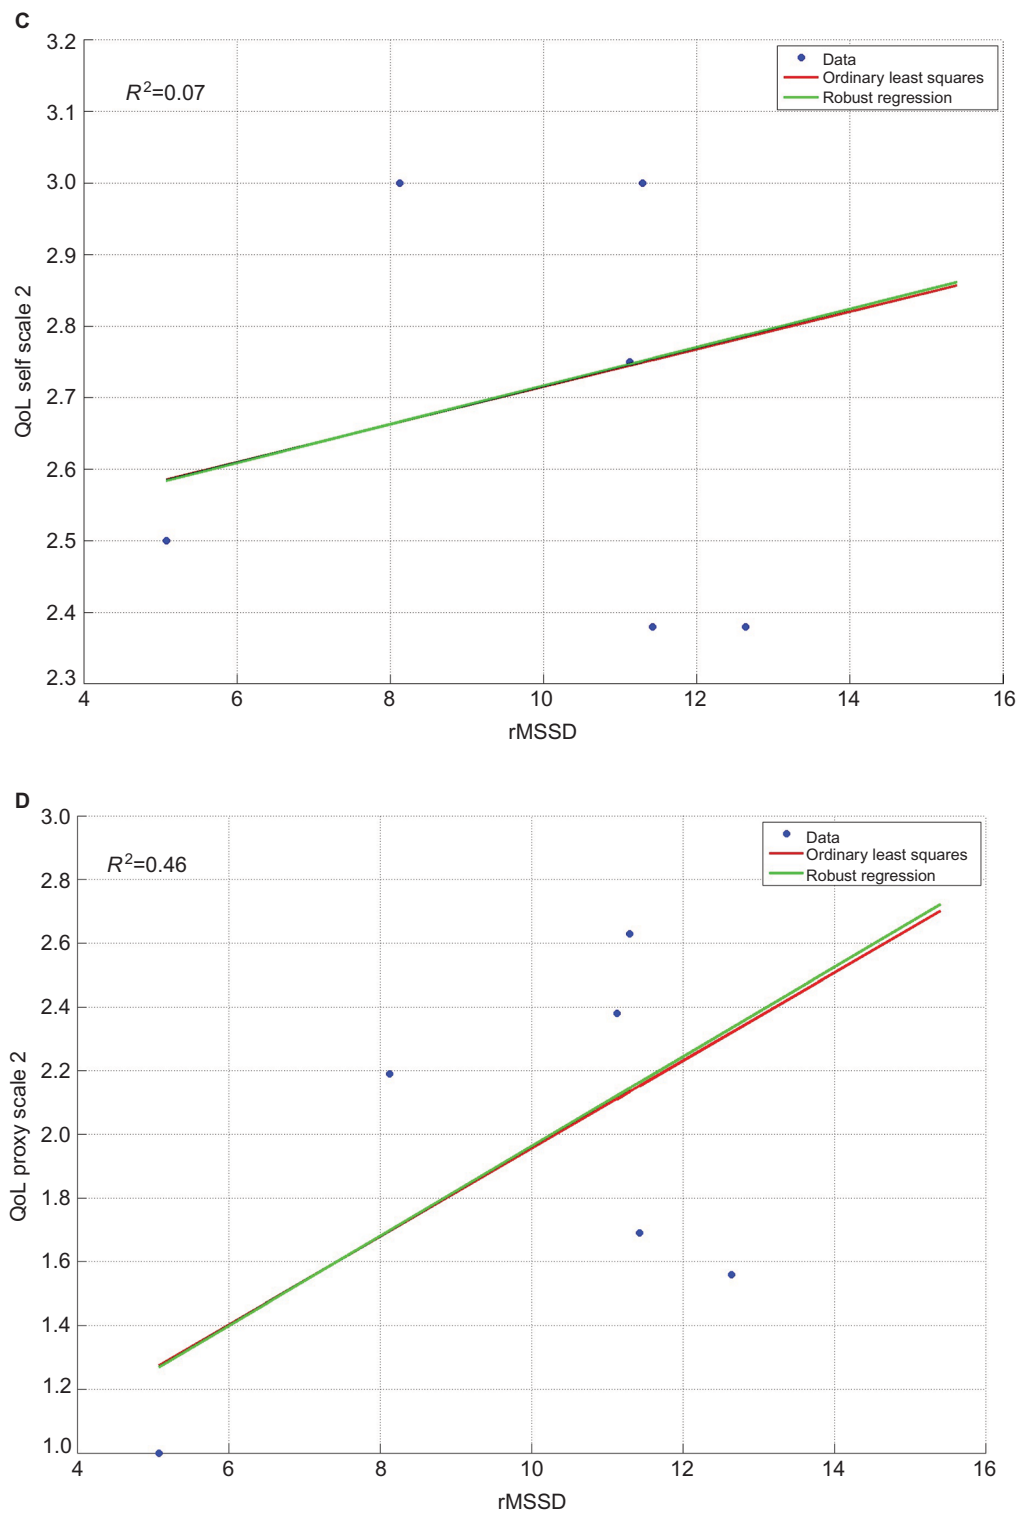 C
3.2
3.1
3.0
2.9
2.8
2.7
2.6
2.5
2.4
2.3
QoL self scale 2
R²=0.07
Data
Ordinary least squares
Robust regression
4 6 8 10 12 14 16
rMSSD
D
3.0
2.8
2.6
2.4
2.2
2.0
1.8
1.6
1.4
1.2
1.0
QoL proxy scale 2
R²=0.46
Data
Ordinary least squares
Robust regression
4 6 8 10 12 14 16
rMSSD